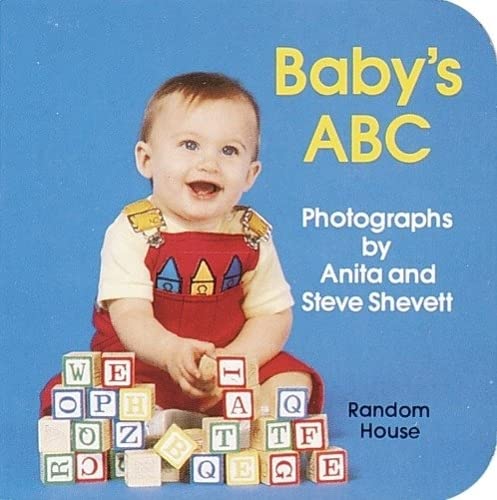 Baby's
ABC
Photographs
by
Anita and
Steve Shevett
Random
House
W E I
O P H A Q
O Z B T T F
R C B Q E G E